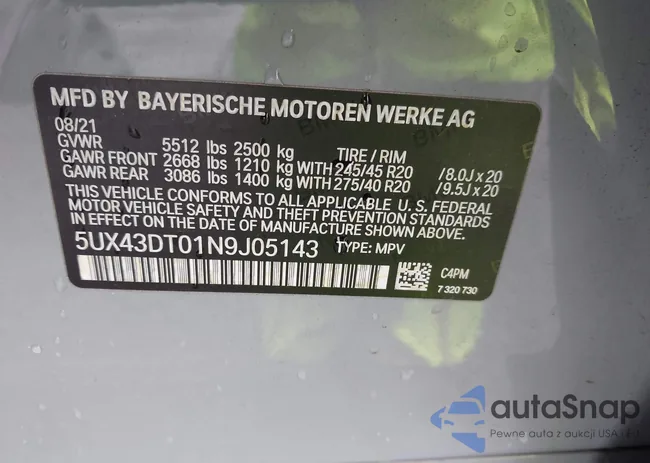 MFD BY BAYERISCHE MOTOREN WERKE AG
08/21
GVWR 5512 lbs 2500 kg TIRE / RIM
GAWR FRONT 2668 lbs 1210 kg WITH 245/45 R20 /8.0J x 20
GAWR REAR 3086 lbs 1400 kg WITH 275/40 R20 /9.5J x 20
THIS VEHICLE CONFORMS TO ALL APPLICABLE U. S. FEDERAL
MOTOR VEHICLE SAFETY AND THEFT PREVENTION STANDARDS
IN EFFECT ON THE DATE OF MANUFACTURE SHOWN ABOVE.
5UX43DT01N9J05143 TYPE: MPV
C4PM
7 320 730
autaSnap
Pewne auta z aukcji USA i EU